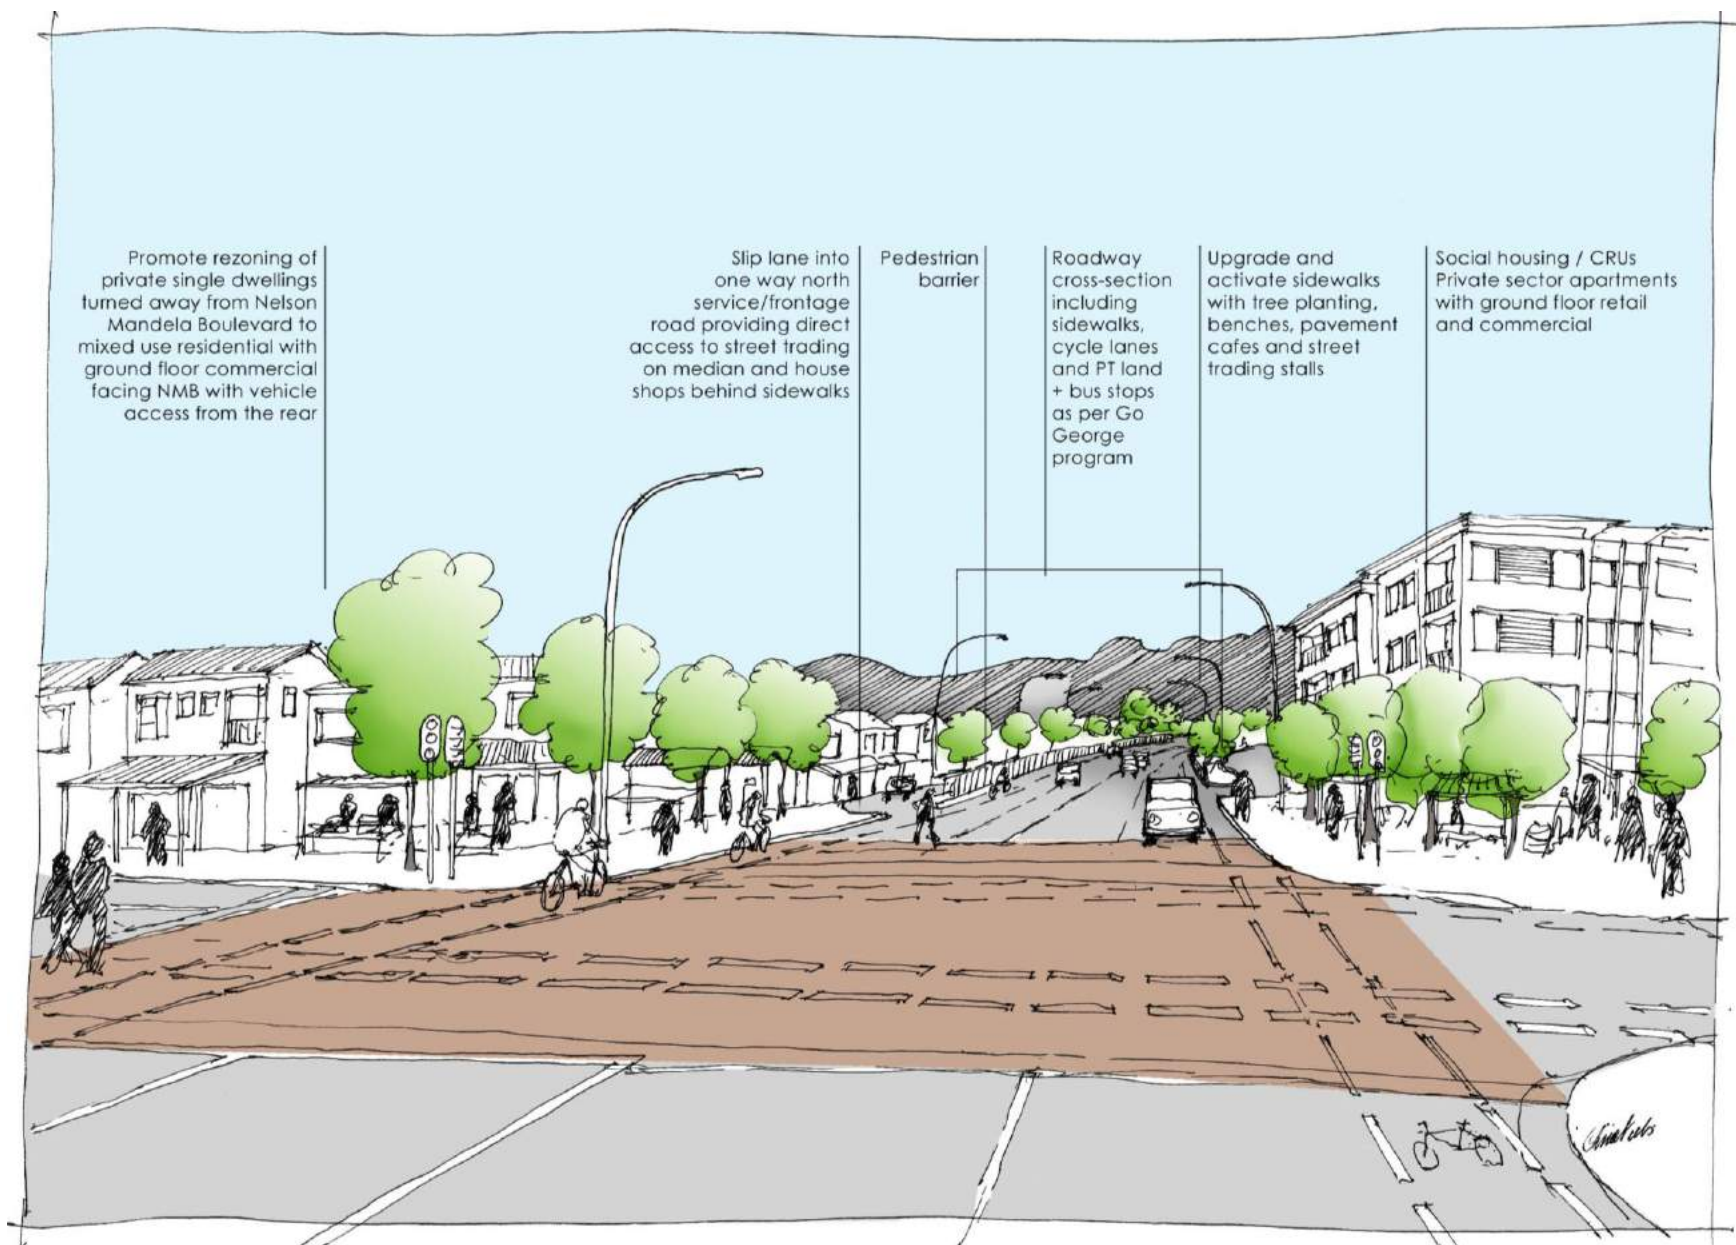 Promote rezoning of
private single dwellings
turned away from Nelson
Mandela Boulevard to
mixed use residential with
ground floor commercial
facing NMB with vehicle
access from the rear
Slip lane into
one way north
service/frontage
road providing direct
access to street trading
on median and house
shops behind sidewalks
Pedestrian
barrier
Roadway
cross-section
including
sidewalks,
cycle lanes
and PT land
+ bus stops
as per Go
George
program
Upgrade and
activate sidewalks
with tree planting,
benches, pavement
cafes and street
trading stalls
Social housing / CRUs
Private sector apartments
with ground floor retail
and commercial